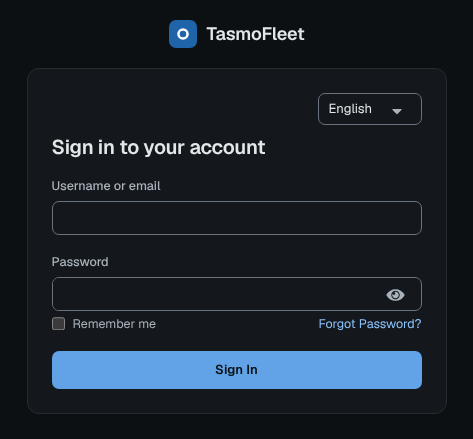 TasmoFleet
English
Sign in to your account
Username or email
Password
Remember me
Forgot Password?
Sign In